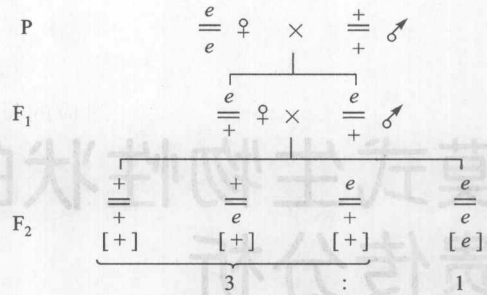 e +
P ♀ × ♂
e +
e e
F₁ ♀ × ♂
+ +
+ + e e
F₂
+ e + e
[+] [+] [+] [e]
3 : 1